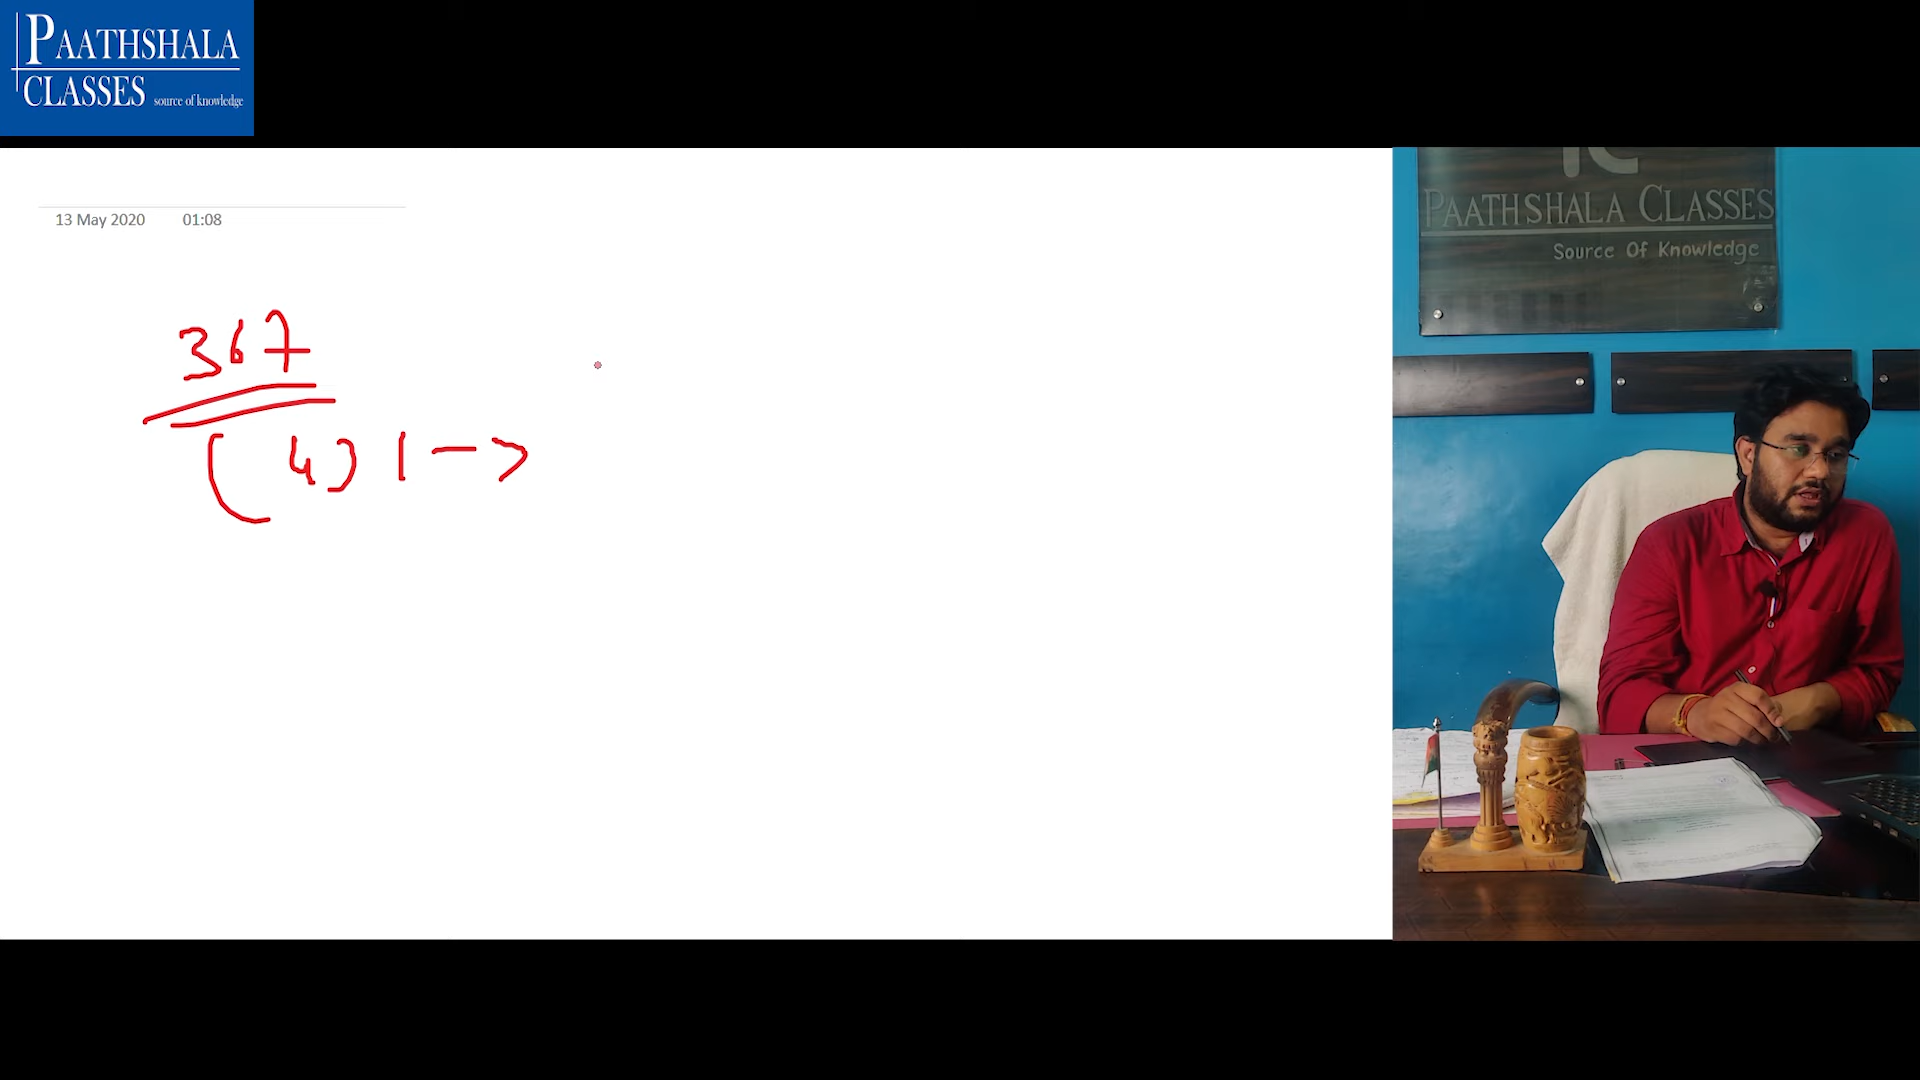 PAATHSHALA
CLASSES source of knowledge
13 May 2020 01:08
367
(4) 1 ->
PAATHSHALA CLASSES
Source Of Knowledge